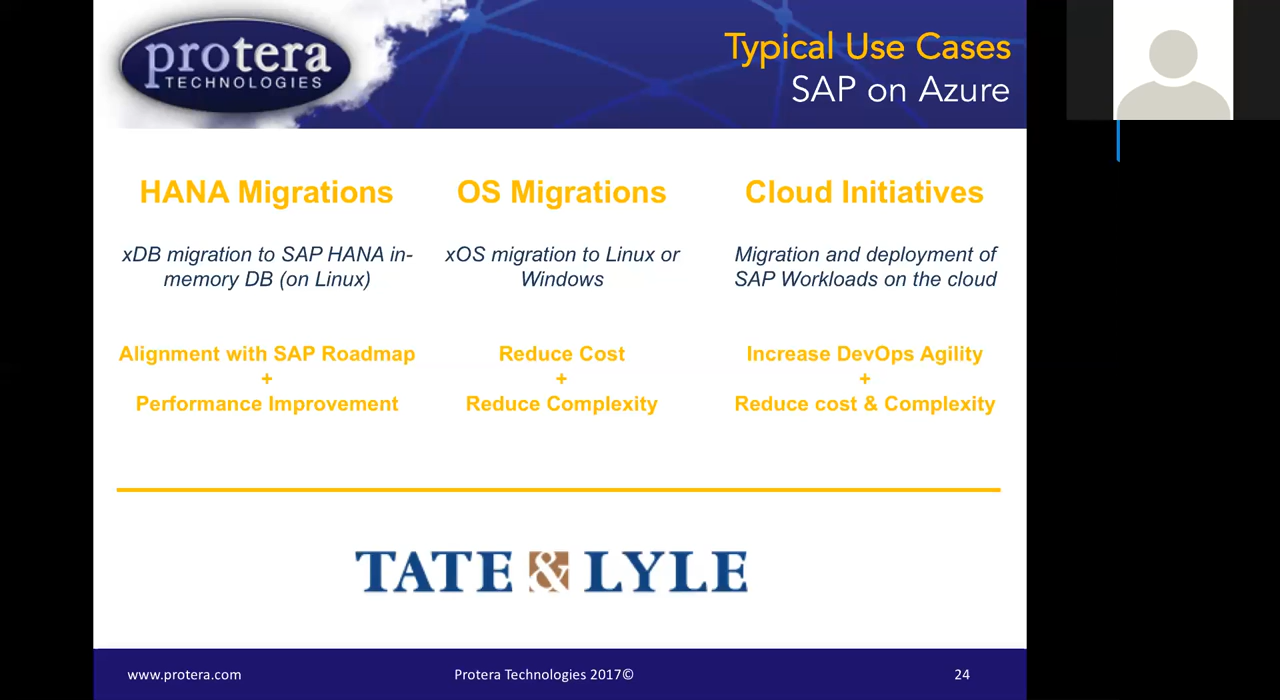 protera
TECHNOLOGIES
Typical Use Cases
SAP on Azure
HANA Migrations
xDB migration to SAP HANA in-
memory DB (on Linux)
Alignment with SAP Roadmap
+
Performance Improvement
OS Migrations
xOS migration to Linux or
Windows
Reduce Cost
+
Reduce Complexity
Cloud Initiatives
Migration and deployment of
SAP Workloads on the cloud
Increase DevOps Agility
+
Reduce cost & Complexity
TATE & LYLE
www.protera.com
Protera Technologies 2017©
24